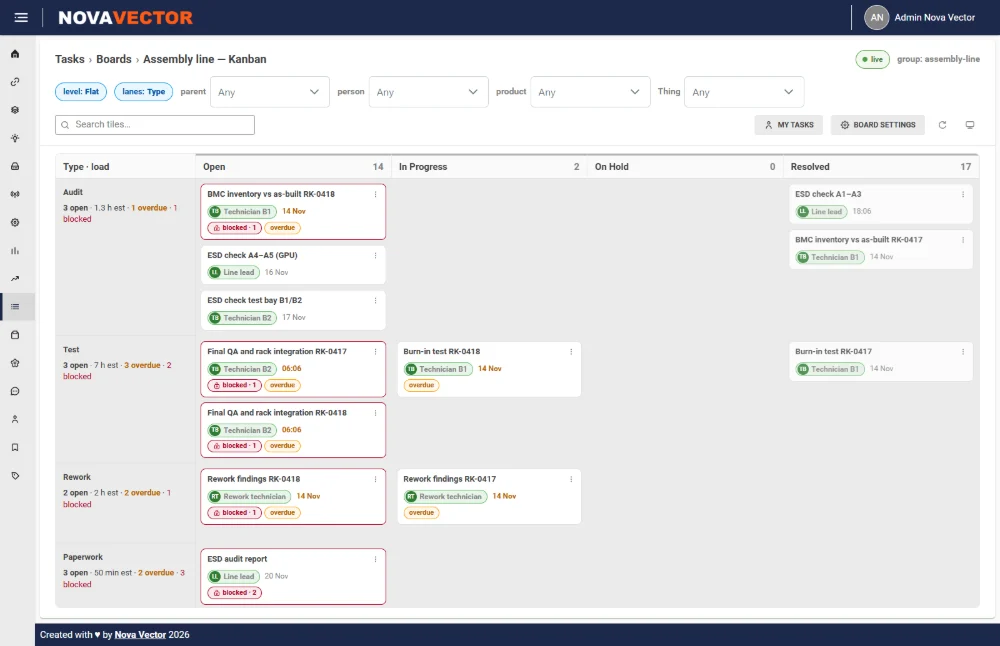 NOVAVECTOR
AN Admin Nova Vector
Tasks › Boards › Assembly line — Kanban
live group: assembly-line
level: Flat lanes: Type parent Any person Any product Any Thing Any
Search tiles...
MY TASKS BOARD SETTINGS
Type · load Open 14 In Progress 2 On Hold 0 Resolved 17
Audit
3 open · 1.3 h est · 1 overdue · 1
blocked
BMC inventory vs as-built RK-0418
TB Technician B1 14 Nov
blocked · 1 overdue
ESD check A4–A5 (GPU)
LL Line lead 16 Nov
ESD check test bay B1/B2
TB Technician B2 17 Nov
ESD check A1–A3
LL Line lead 18:06
BMC inventory vs as-built RK-0417
TB Technician B1 14 Nov
Test
3 open · 7 h est · 3 overdue · 2
blocked
Final QA and rack integration RK-0417
TB Technician B2 06:06
blocked · 1 overdue
Final QA and rack integration RK-0418
TB Technician B2 06:06
blocked · 1 overdue
Burn-in test RK-0418
TB Technician B1 14 Nov
overdue
Burn-in test RK-0417
TB Technician B1 14 Nov
Rework
2 open · 2 h est · 2 overdue · 1
blocked
Rework findings RK-0418
RT Rework technician 14 Nov
blocked · 1 overdue
Rework findings RK-0417
RT Rework technician 14 Nov
overdue
Paperwork
3 open · 50 min est · 2 overdue · 3
blocked
ESD audit report
LL Line lead 20 Nov
blocked · 2
Created with ♥ by Nova Vector 2026